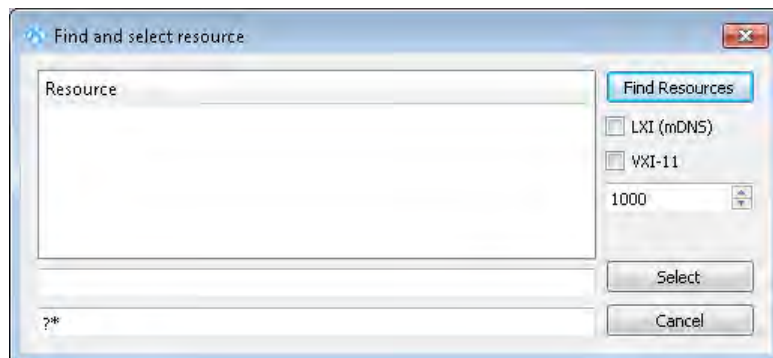 Find and select resource
Resource
Find Resources
LXI (mDNS)
VXI-11
1000
Select
?*
Cancel